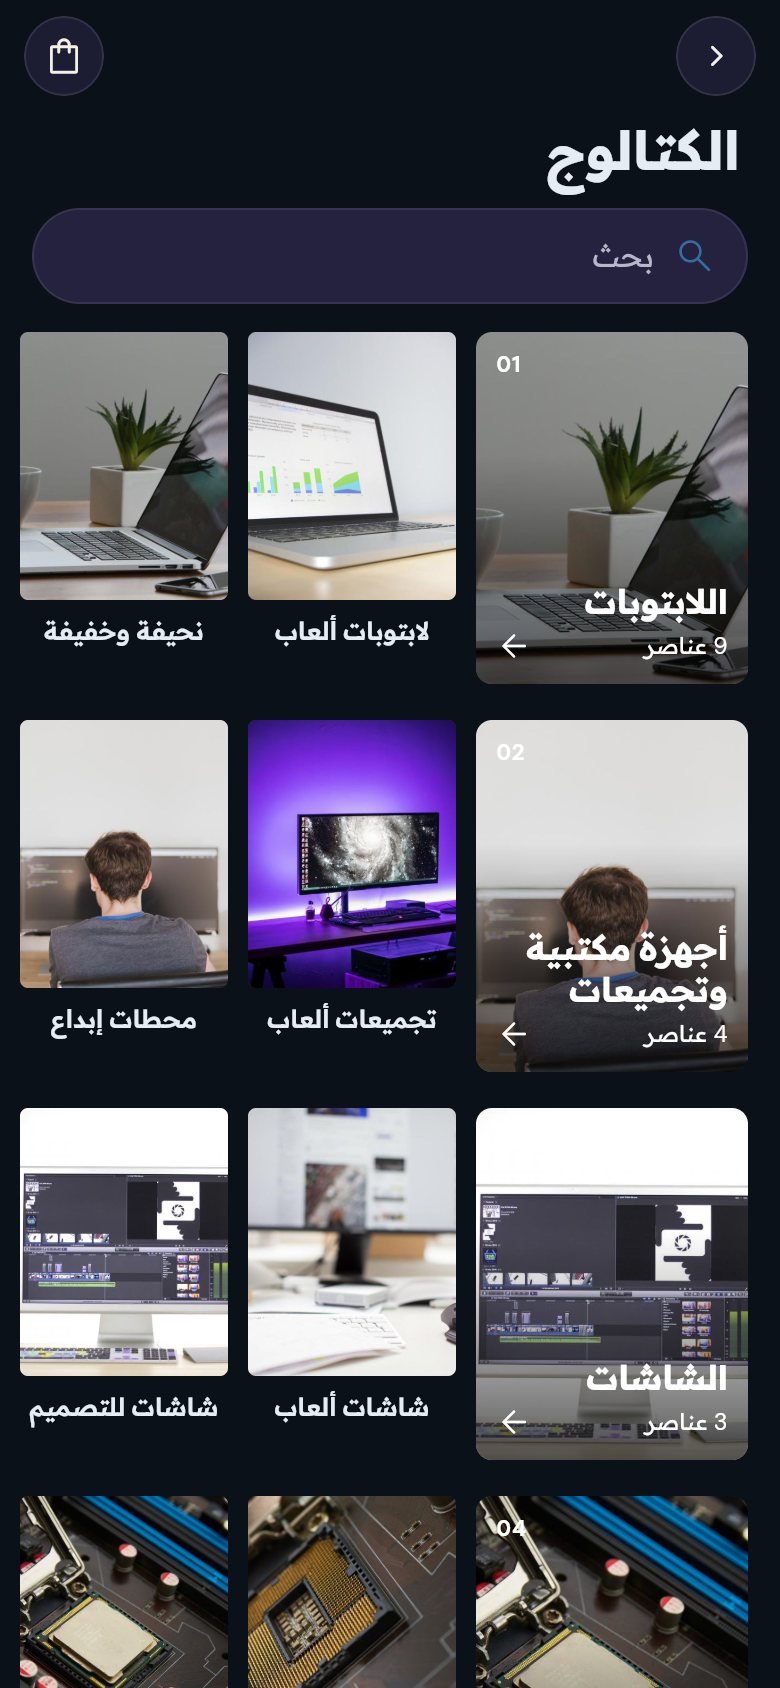 الكتالوج
بحث
01
اللابتوبات
9 عناصر
لابتوبات ألعاب
نحيفة وخفيفة
02
أجهزة مكتبية
وتجميعات
4 عناصر
تجميعات ألعاب
محطات إبداع
الشاشات
3 عناصر
شاشات ألعاب
شاشات للتصميم
04